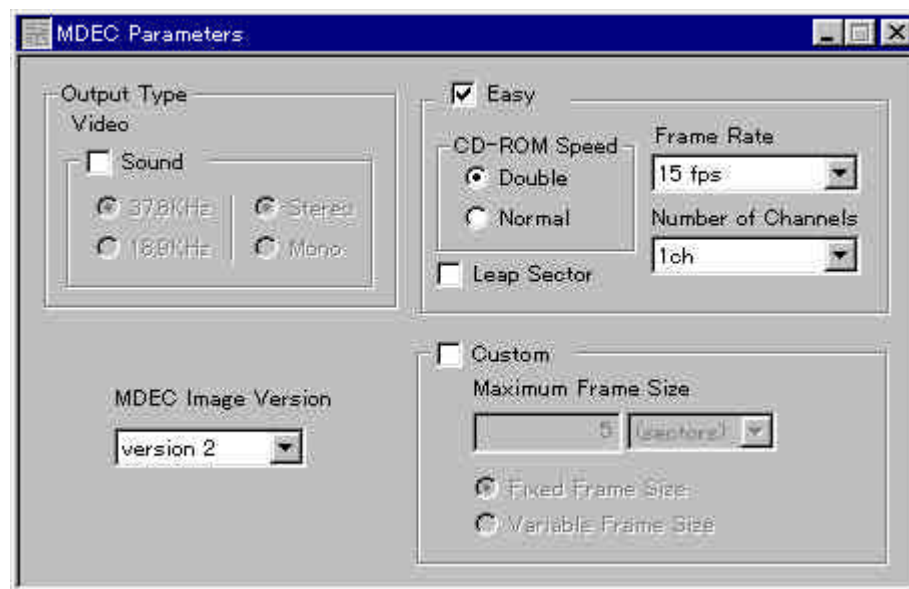 MDEC Parameters
Output Type
Video
Sound
37.8KHz
Stereo
18.9KHz
Mono
Easy
CD-ROM Speed
Double
Normal
Leap Sector
Frame Rate
15 fps
Number of Channels
1ch
MDEC Image Version
version 2
Custom
Maximum Frame Size
5
(sectors)
Fixed Frame Size
Variable Frame Size